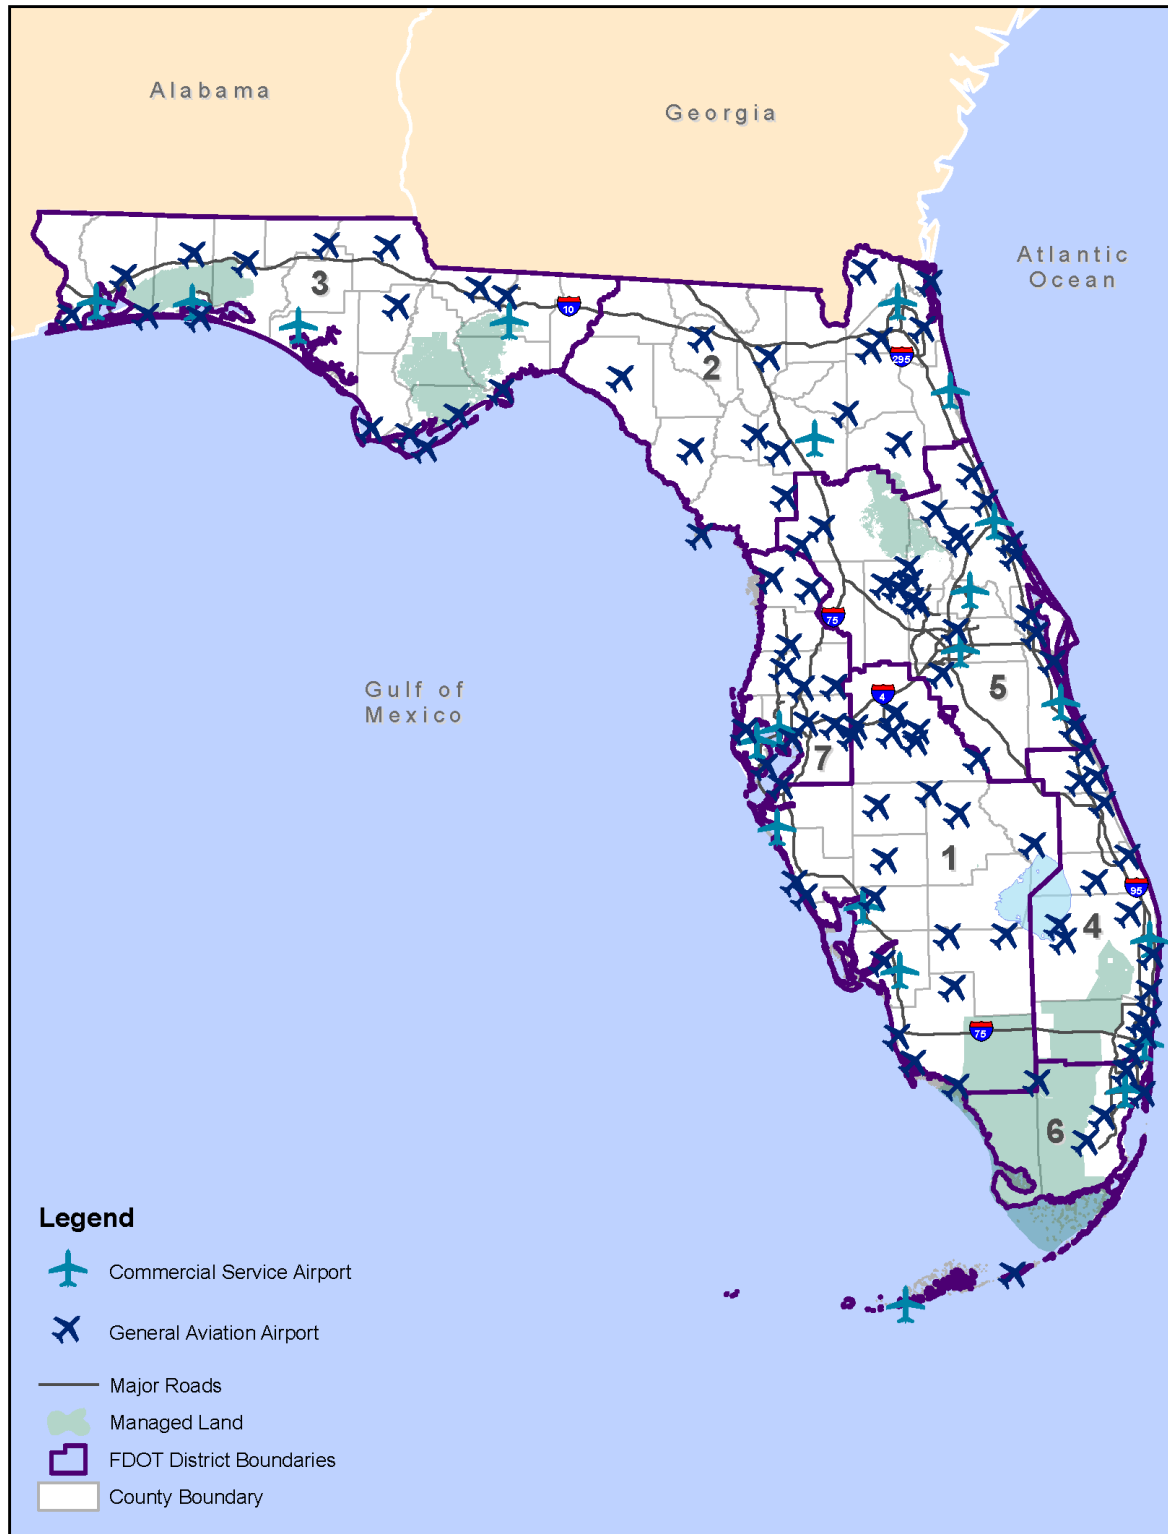 Alabama
Georgia
Atlantic
Ocean
3
10
2
295
75
Gulf of
Mexico
4
5
7
1
95
4
75
6
Legend
Commercial Service Airport
General Aviation Airport
Major Roads
Managed Land
FDOT District Boundaries
County Boundary